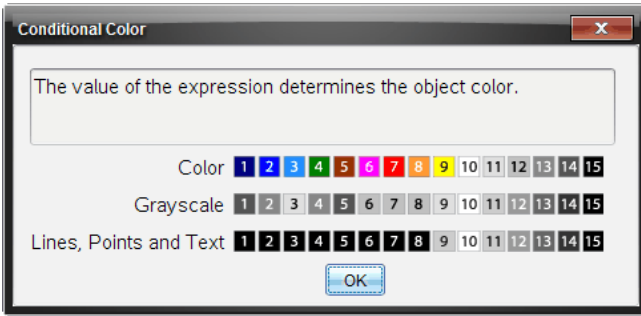 Conditional Color
The value of the expression determines the object color.
Color 1 2 3 4 5 6 7 8 9 10 11 12 13 14 15
Grayscale 1 2 3 4 5 6 7 8 9 10 11 12 13 14 15
Lines, Points and Text 1 2 3 4 5 6 7 8 9 10 11 12 13 14 15
OK